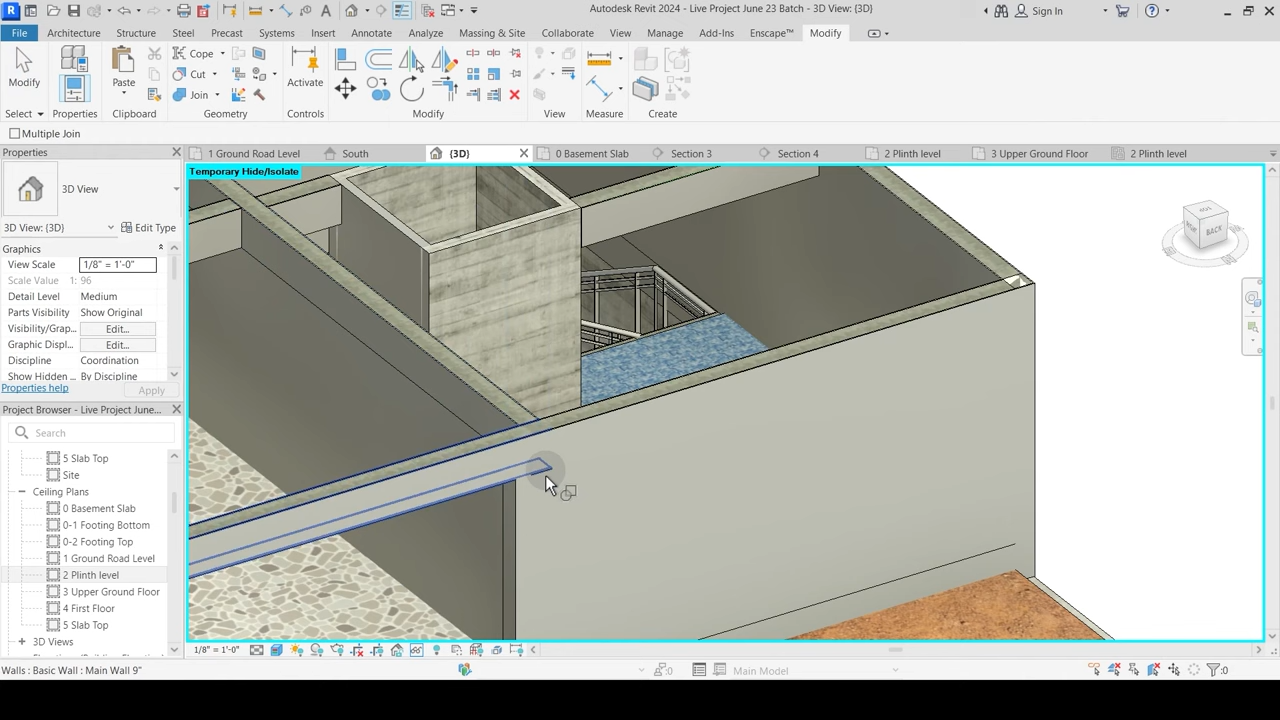 Autodesk Revit 2024 - Live Project June 23 Batch - 3D View: {3D}
Sign In
File Architecture Structure Steel Precast Systems Insert Annotate Analyze Massing & Site Collaborate View Manage Add-Ins Enscape™ Modify
Modify Paste Cope Cut Join Activate
Select Properties Clipboard Geometry Controls Modify View Measure Create
Multiple Join
Properties
1 Ground Road Level South {3D} 0 Basement Slab Section 3 Section 4 2 Plinth level 3 Upper Ground Floor 2 Plinth level
Temporary Hide/Isolate
3D View
3D View: {3D} Edit Type
Graphics
View Scale 1/8" = 1'-0"
Scale Value 1: 96
Detail Level Medium
Parts Visibility Show Original
Visibility/Grap... Edit...
Graphic Displ... Edit...
Discipline Coordination
Show Hidden ... By Discipline
Properties help Apply
Project Browser - Live Project June...
Search
5 Slab Top
Site
Ceiling Plans
0 Basement Slab
0-1 Footing Bottom
0-2 Footing Top
1 Ground Road Level
2 Plinth level
3 Upper Ground Floor
4 First Floor
5 Slab Top
3D Views
BACK
1/8" = 1'-0"
Walls : Basic Wall : Main Wall 9"
:0
Main Model
:0